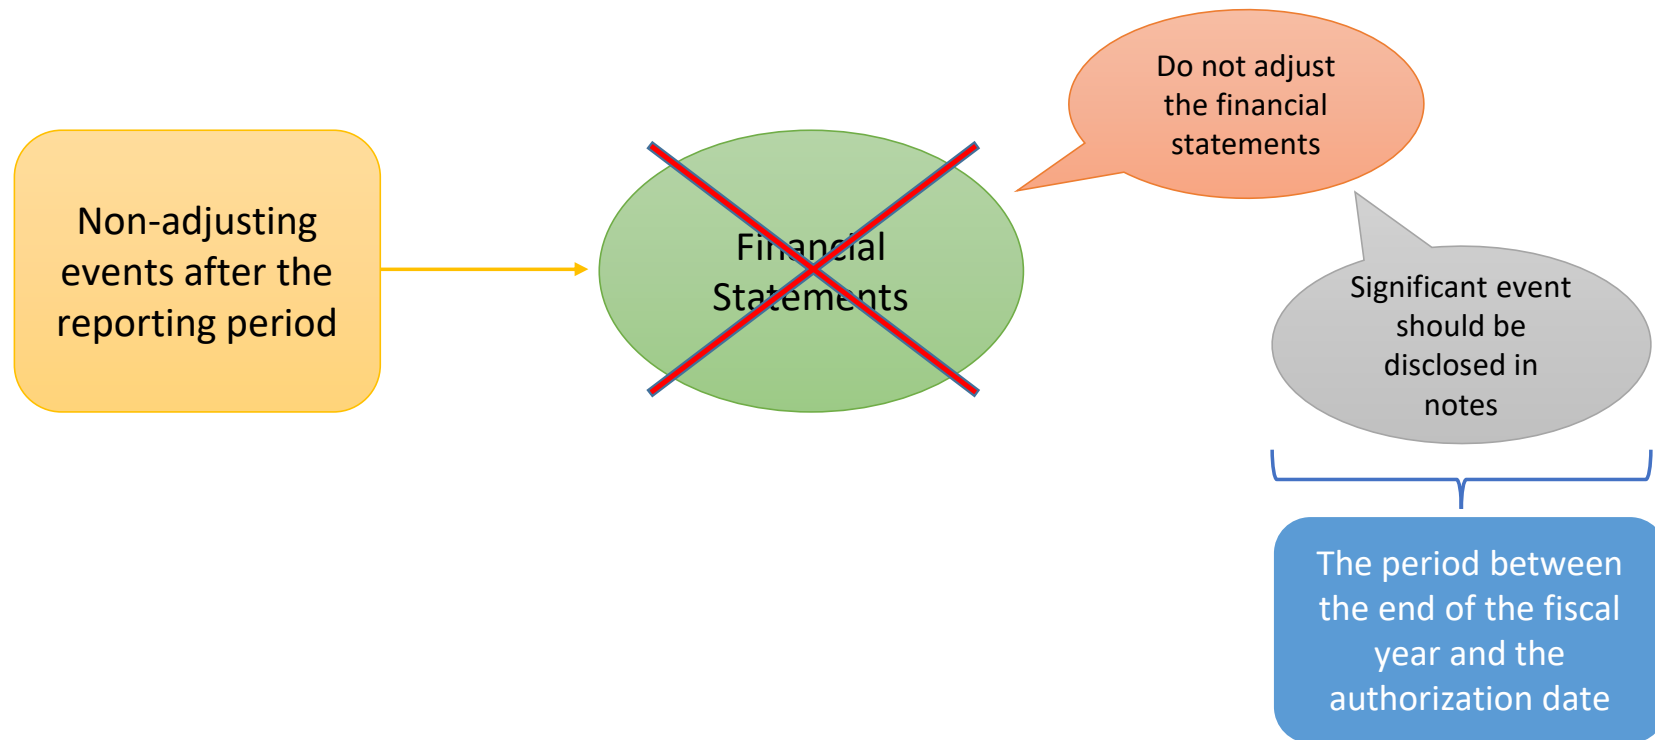 Non-adjusting
events after the
reporting period
Financial
Statements
Do not adjust
the financial
statements
Significant event
should be
disclosed in
notes
The period between
the end of the fiscal
year and the
authorization date